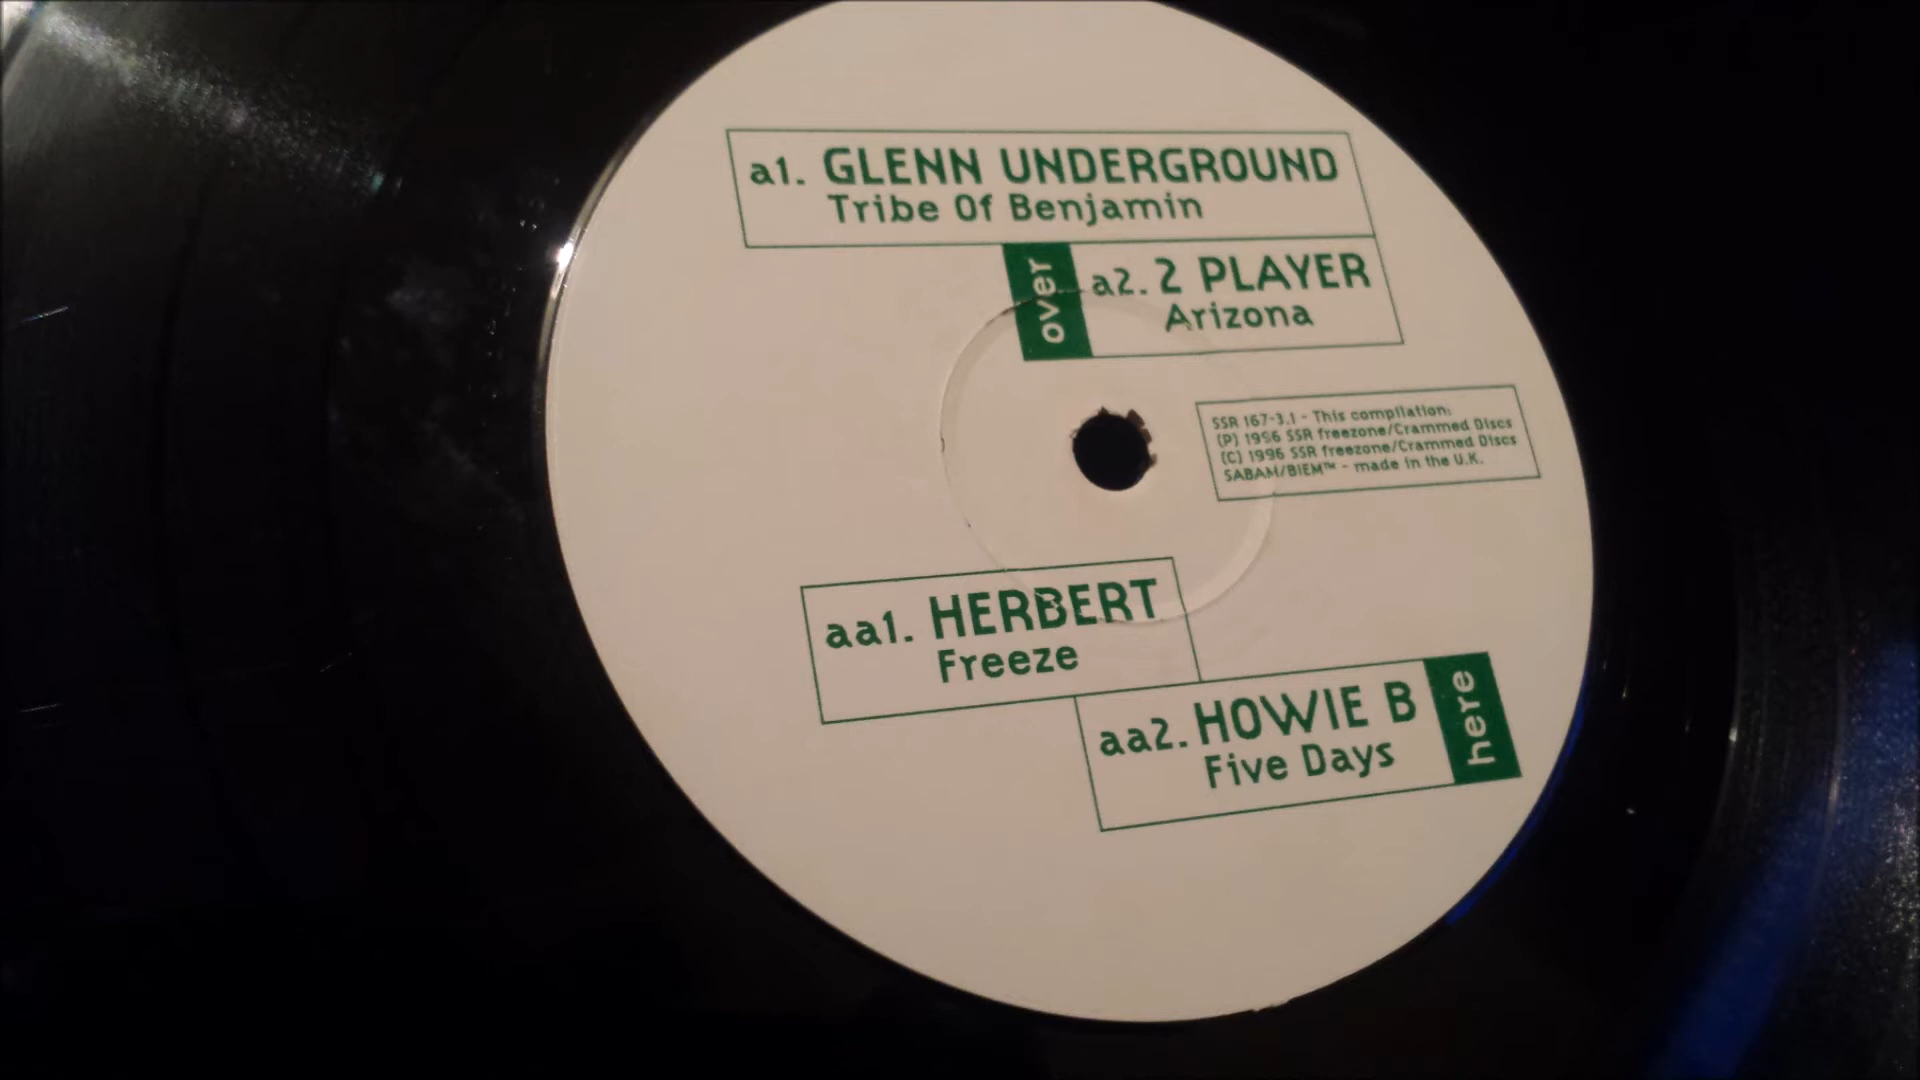 a1. GLENN UNDERGROUND
Tribe Of Benjamin
over
a2. 2 PLAYER
Arizona
SSR 167-3.1 - This compilation:
(P) 1996 SSR freezone/Crammed Discs
(C) 1996 SSR freezone/Crammed Discs
SABAM/BIEM™ - made in the U.K.
aa1. HERBERT
Freeze
aa2. HOWIE B
Five Days
here